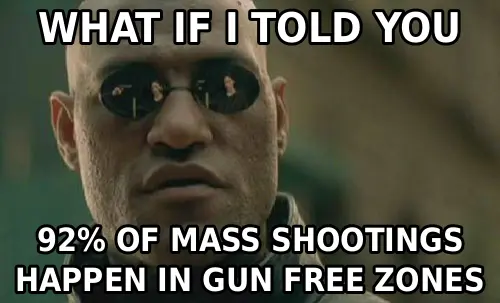 WHAT IF I TOLD YOU
92% OF MASS SHOOTINGS
HAPPEN IN GUN FREE ZONES